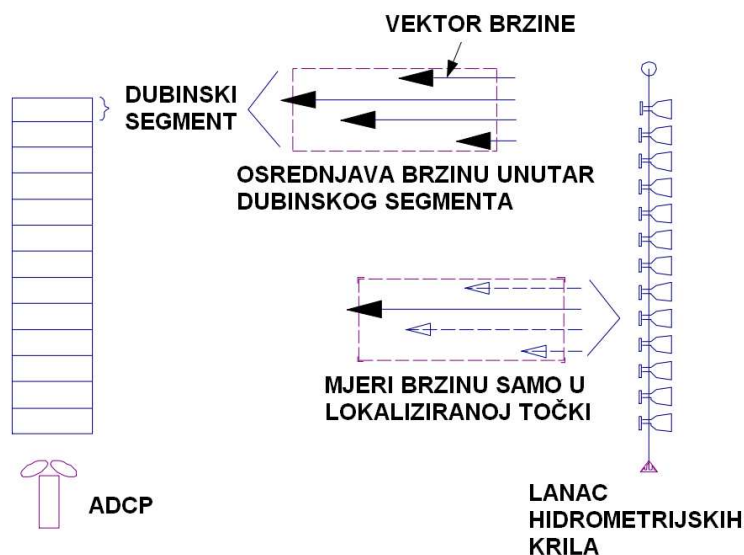 VEKTOR BRZINE
DUBINSKI
SEGMENT
OSREDNJAVA BRZINU UNUTAR
DUBINSKOG SEGMENTA
MJERI BRZINU SAMO U
LOKALIZIRANOJ TOČKI
ADCP
LANAC
HIDROMETRIJSKIH
KRILA